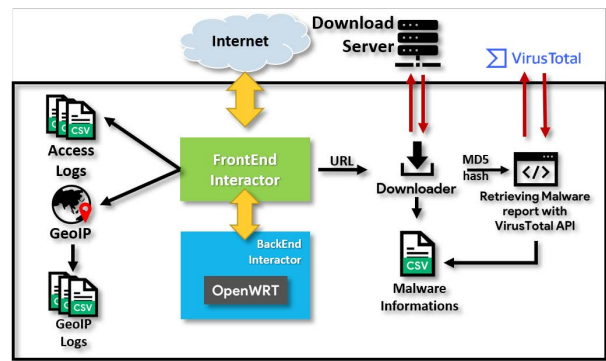 Internet
Download
Server
VirusTotal
CSV
Access
Logs
GeoIP
CSV
GeoIP
Logs
FrontEnd
Interactor
BackEnd
Interactor
OpenWRT
URL
Downloader
MD5
hash
</>
Retrieving Malware
report with
VirusTotal API
CSV
Malware
Informations